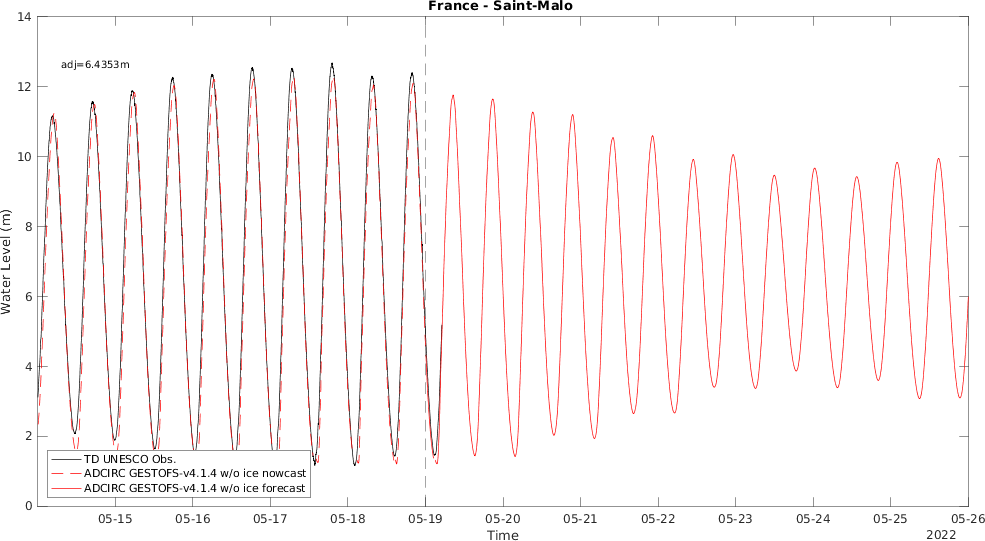 France - Saint-Malo
14
adj=6.4353m
12
10
8
6
4
2
0
Water Level (m)
TD UNESCO Obs.
ADCIRC GESTOFS-v4.1.4 w/o ice nowcast
ADCIRC GESTOFS-v4.1.4 w/o ice forecast
05-15 05-16 05-17 05-18 05-19 05-20 05-21 05-22 05-23 05-24 05-25 05-26
Time
2022